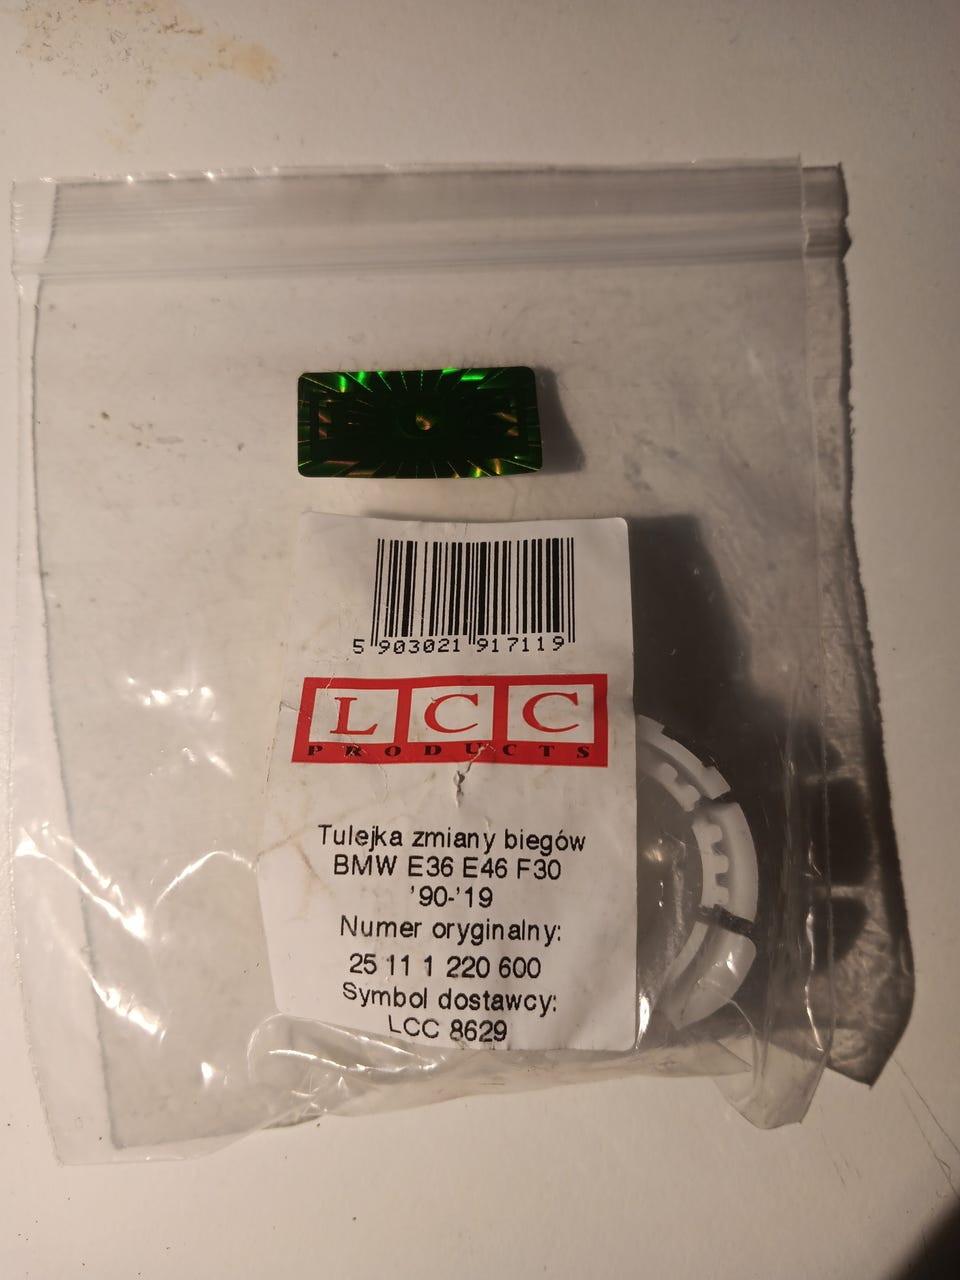 5 903021 917119
LCC
PRODUCTS
Tulejka zmiany biegów
BMW E36 E46 F30
'90-'19
Numer oryginalny:
25 11 1 220 600
Symbol dostawcy:
LCC 8629